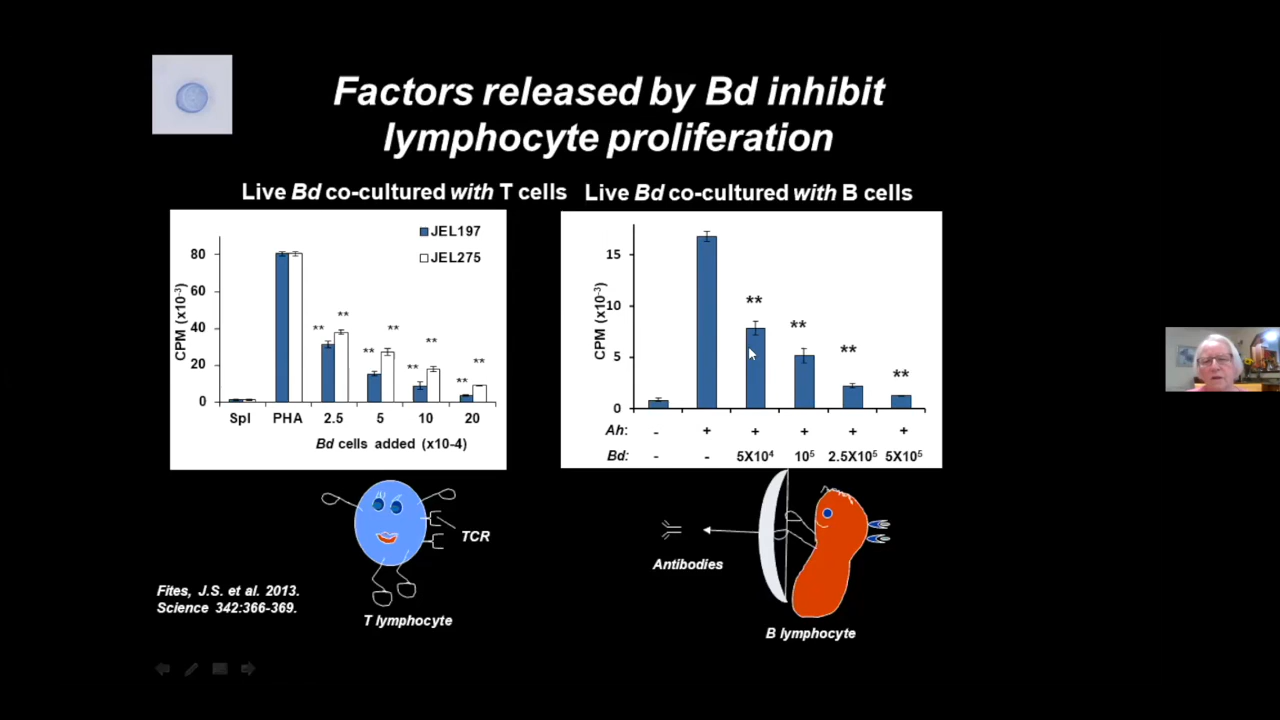 Factors released by Bd inhibit
lymphocyte proliferation
Live Bd co-cultured with T cells
Live Bd co-cultured with B cells
JEL197
JEL275
CPM (x10-3)
80
60
40
20
0
** ** ** ** ** ** ** **
Spl PHA 2.5 5 10 20
Bd cells added (x10-4)
CPM (x10-3)
15
10
5
0
** ** ** **
Ah: - + + + + +
Bd: - - 5X10⁴ 10⁵ 2.5X10⁵ 5X10⁵
TCR
T lymphocyte
Antibodies
B lymphocyte
Fites, J.S. et al. 2013.
Science 342:366-369.